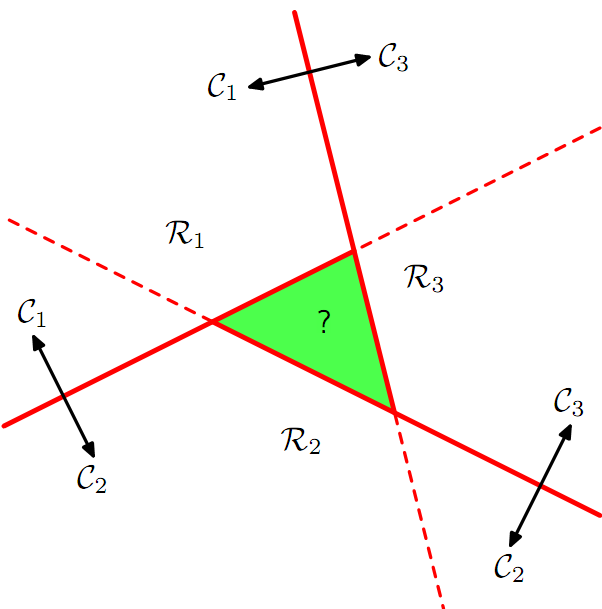 C₃
C₁
R₁
R₃
C₁
?
C₃
R₂
C₂
C₂